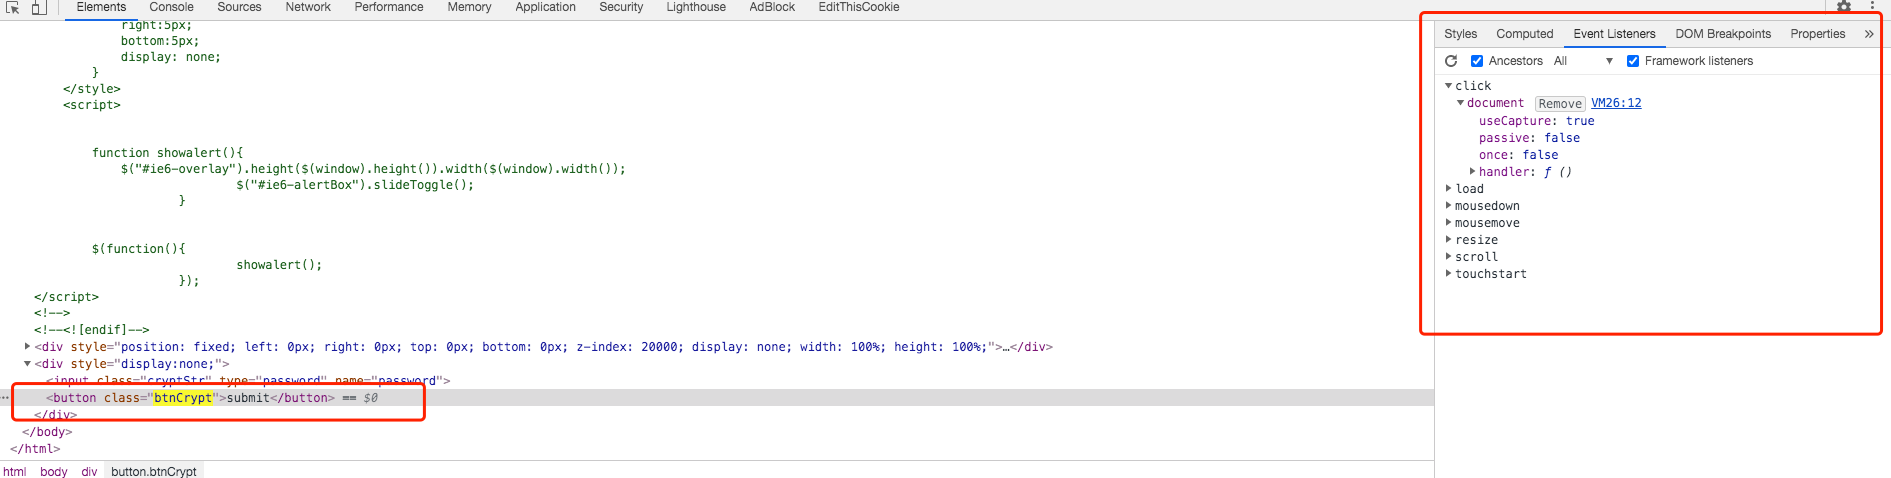 Elements Console Sources Network Performance Memory Application Security Lighthouse AdBlock EditThisCookie
right:5px;
bottom:5px;
display: none;
}
</style>
<script>
function showalert(){
$("#ie6-overlay").height($(window).height()).width($(window).width());
$("#ie6-alertBox").slideToggle();
}
$(function(){
showalert();
});
</script>
<!-->
<!--<![endif]-->
<div style="position: fixed; left: 0px; right: 0px; top: 0px; bottom: 0px; z-index: 20000; display: none; width: 100%; height: 100%;">…</div>
<div style="display:none;">
<input class="cryptStr" type="password" name="password">
<button class="btnCrypt">submit</button> == $0
</div>
</body>
</html>
html body div button.btnCrypt
Styles Computed Event Listeners DOM Breakpoints Properties »
Ancestors All Framework listeners
click
document Remove VM26:12
useCapture: true
passive: false
once: false
handler: ƒ ()
load
mousedown
mousemove
resize
scroll
touchstart